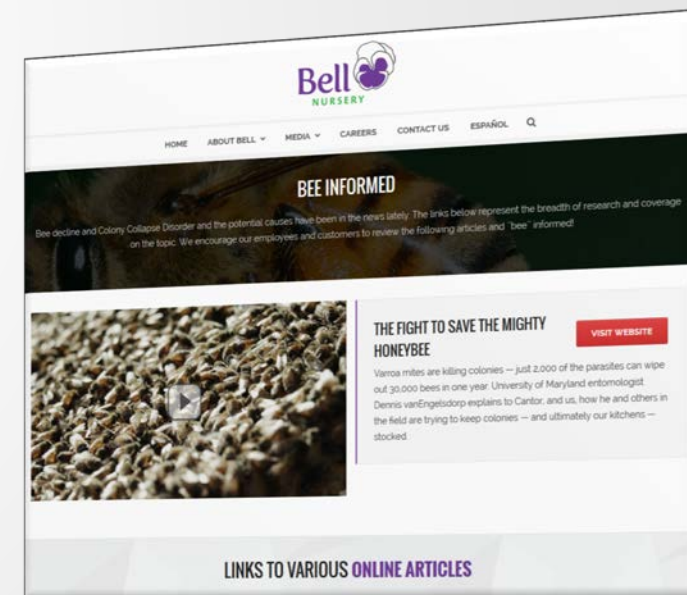 Bell
NURSERY
HOME ABOUT BELL MEDIA CAREERS CONTACT US ESPAÑOL
BEE INFORMED
Bee decline and Colony Collapse Disorder and the potential causes have been in the news lately. The links below represent the breadth of research and coverage
on the topic. We encourage our employees and customers to review the following articles and "bee" informed!
THE FIGHT TO SAVE THE MIGHTY
HONEYBEE
VISIT WEBSITE
Varroa mites are killing colonies — just 2,000 of the parasites can wipe
out 30,000 bees in one year. University of Maryland entomologist
Dennis vanEngelsdorp explains to Cantor, and us, how he and others in
the field are trying to keep colonies — and ultimately our kitchens —
stocked.
LINKS TO VARIOUS ONLINE ARTICLES